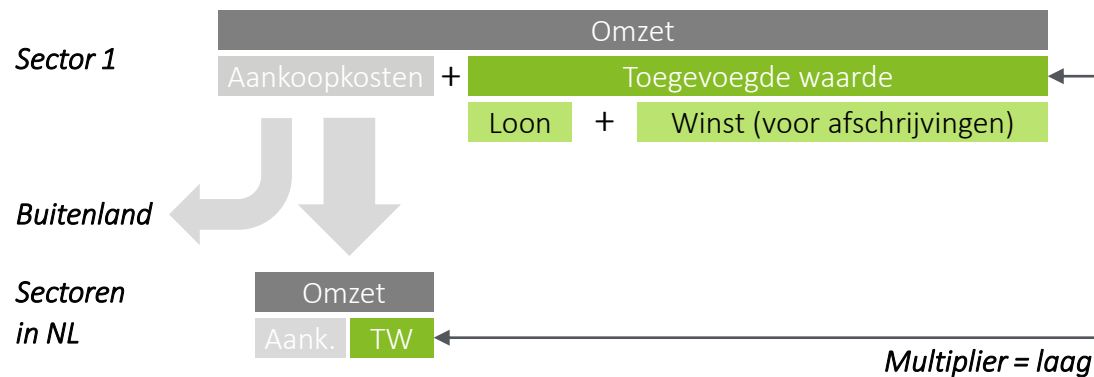 Omzet
Sector 1
Aankoopkosten + Toegevoegde waarde
Loon + Winst (voor afschrijvingen)
Buitenland
Sectoren
in NL
Omzet
Aank. TW
Multiplier = laag